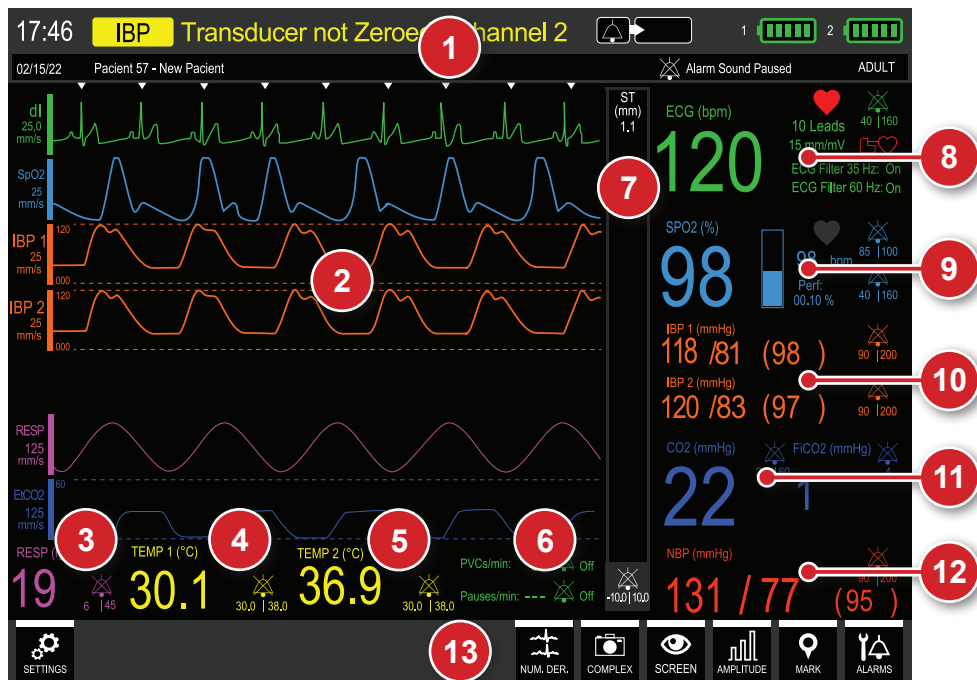 17:46 IBP Transducer not Zeroed Channel 2 1 2
1
02/15/22 Pacient 57 - New Pacient Alarm Sound Paused ADULT
dI
25,0
mm/s
SpO2
25
mm/s
IBP 1
25
mm/s
120
000
IBP 2
25
mm/s
120
000
2
RESP
125
mm/s
EtCO2
125
mm/s
60
ST
(mm)
1.1
7
-10.0 10.0
ECG (bpm)
120
10 Leads
15 mm/mV
ECG Filter 35 Hz: On
ECG Filter 60 Hz: On
40 160
8
SPO2 (%)
98
98 bpm
Perf:
00.10 %
85 100
40 160
9
IBP 1 (mmHg)
118 /81 (98 )
90 200
IBP 2 (mmHg)
120 /83 (97 )
90 200
10
CO2 (mmHg) FiCO2 (mmHg)
22 1
11
RESP
19
6 45
3
TEMP 1 (°C)
30.1
30.0 38.0
4
TEMP 2 (°C)
36.9
30.0 38.0
5
PVCs/min: Off
Pauses/min: --- Off
6
NBP (mmHg)
131 / 77 (95 )
90 200
12
SETTINGS 13 NUM. DER. COMPLEX SCREEN AMPLITUDE MARK ALARMS